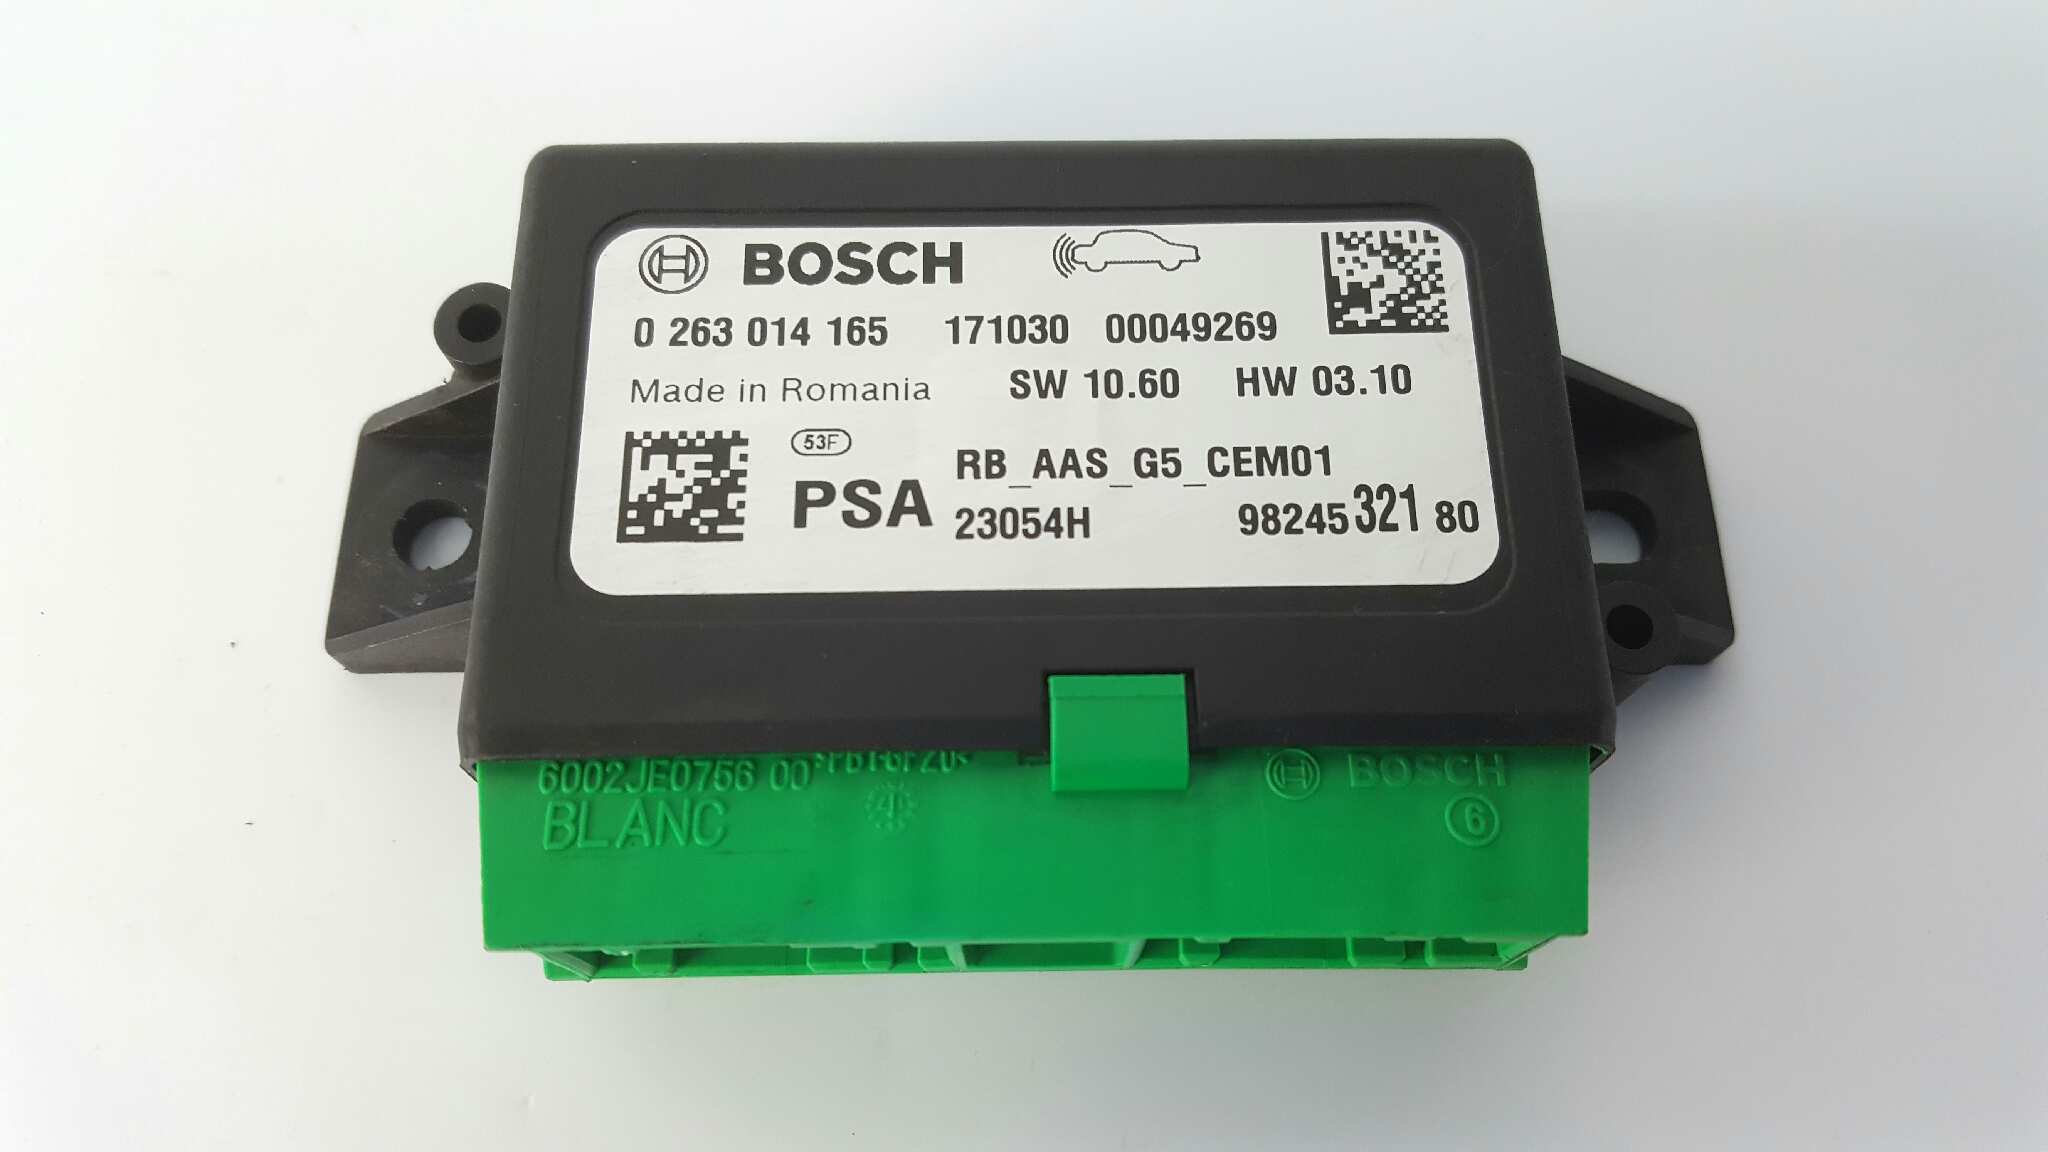 BOSCH
0 263 014 165 171030 00049269
Made in Romania SW 10.60 HW 03.10
53F
PSA RB_AAS_G5_CEM01
23054H 98245 321 80
6002JE0756 00
BOSCH
BLANC
6